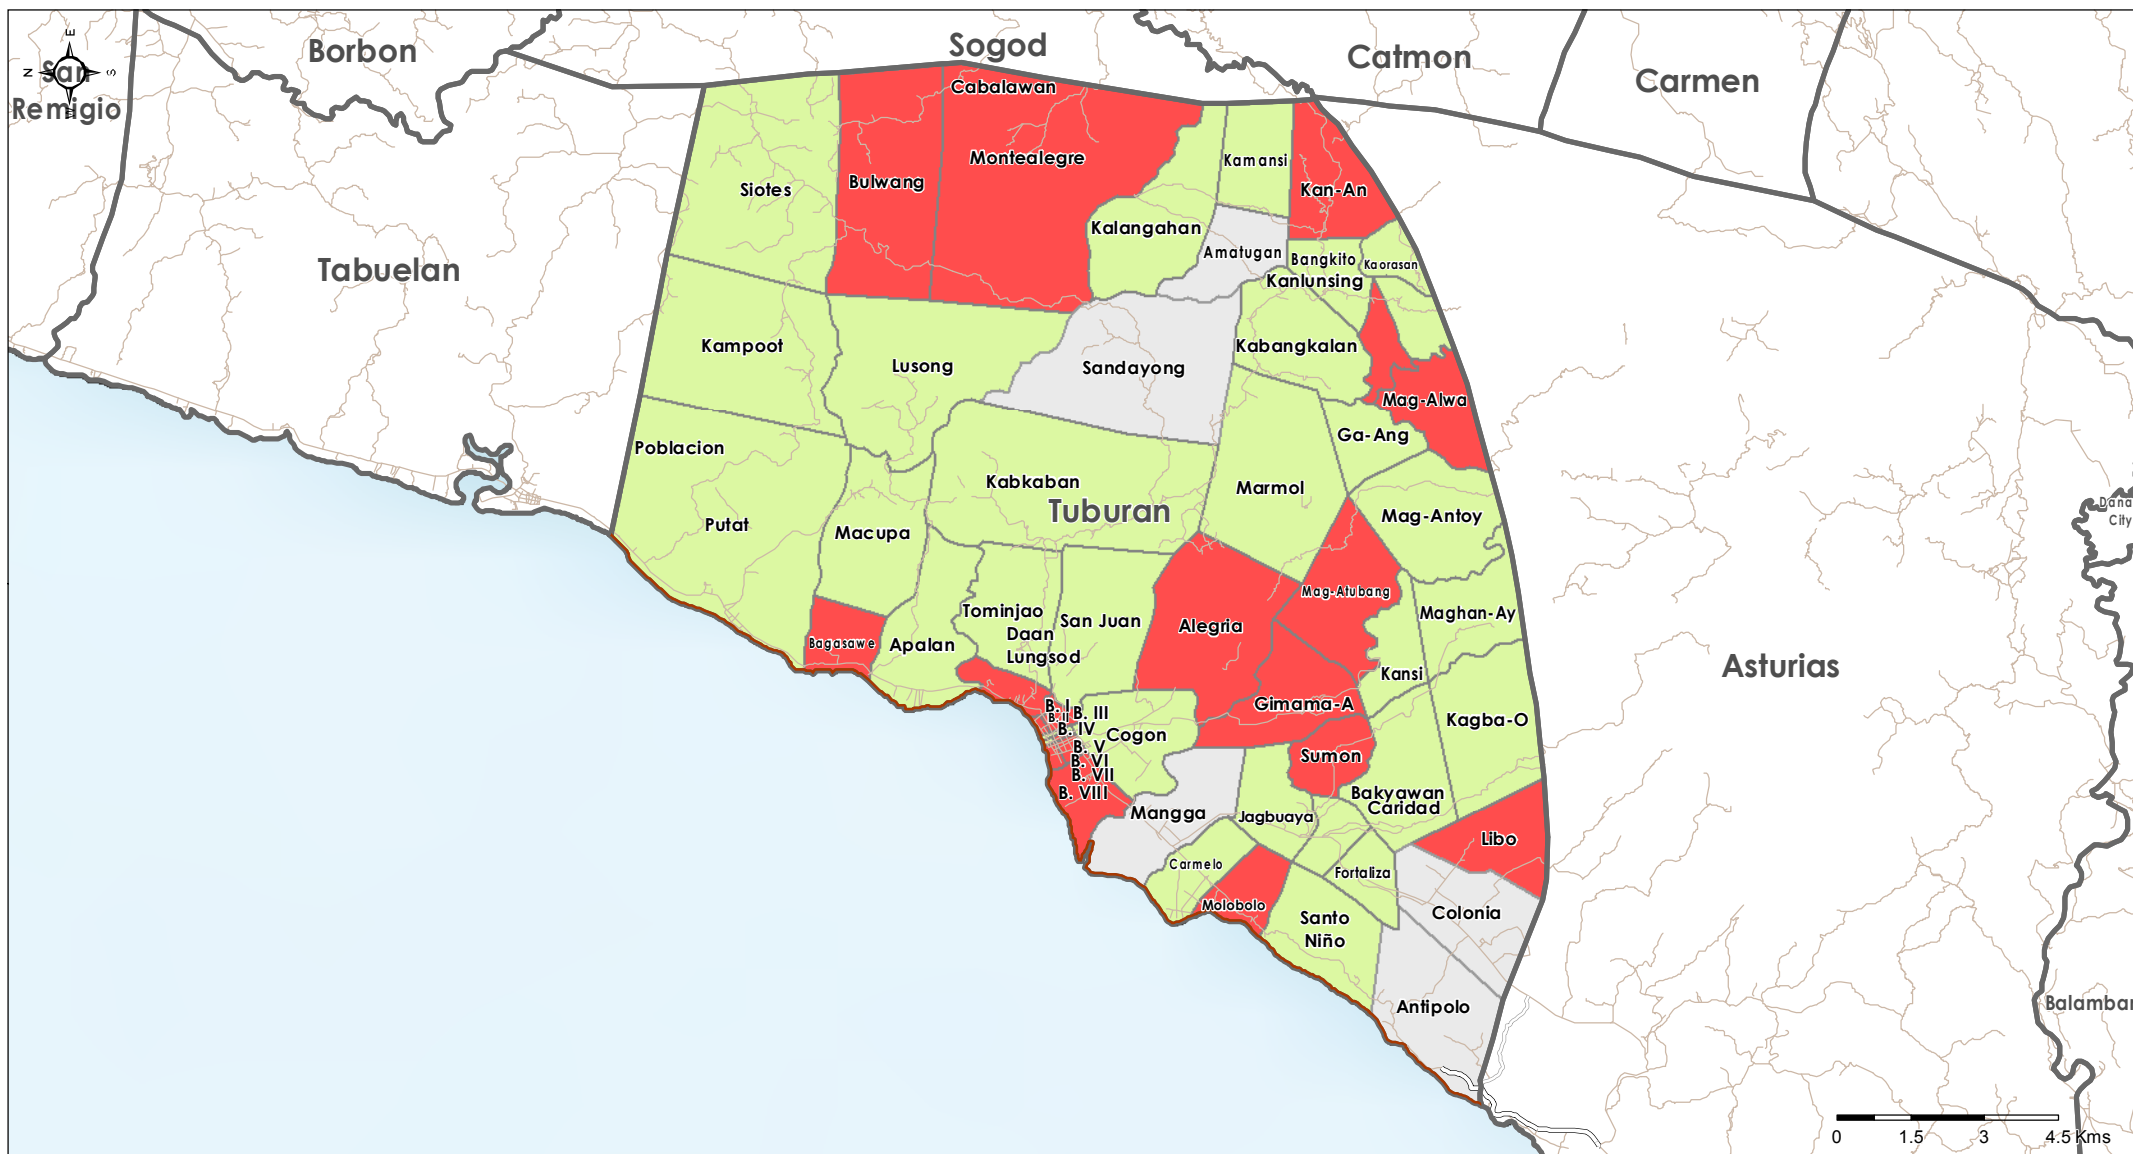 Borbon
Sogod
Catmon
Carmen
E
N
S
San
Remigio
Cabalawan
Montealegre
Bulwang
Siotes
Kamansi
Kan-An
Kalangahan
Amatugan
Bangkito
Kaorasan
Kanlunsing
Tabuelan
Kampoot
Lusong
Sandayong
Kabangkalan
Mag-Alwa
Ga-Ang
Poblacion
Kabkaban
Marmol
Tuburan
Putat
Macupa
Mag-Antoy
Dana
City
Mag-Atubang
Tominjao
San Juan
Alegria
Maghan-Ay
Daan
Lungsod
Bagasawe
Apalan
Kansi
Asturias
B. I
B. II
B. III
B. IV
Gimama-A
Kagba-O
Cogon
B. V
B. VI
B. VII
B. VIII
Sumon
Bakyawan
Caridad
Mangga
Jagbuaya
Libo
Carmelo
Fortaliza
Molobolo
Santo
Niño
Colonia
Antipolo
Balamban
0 1.5 3 4.5 Kms